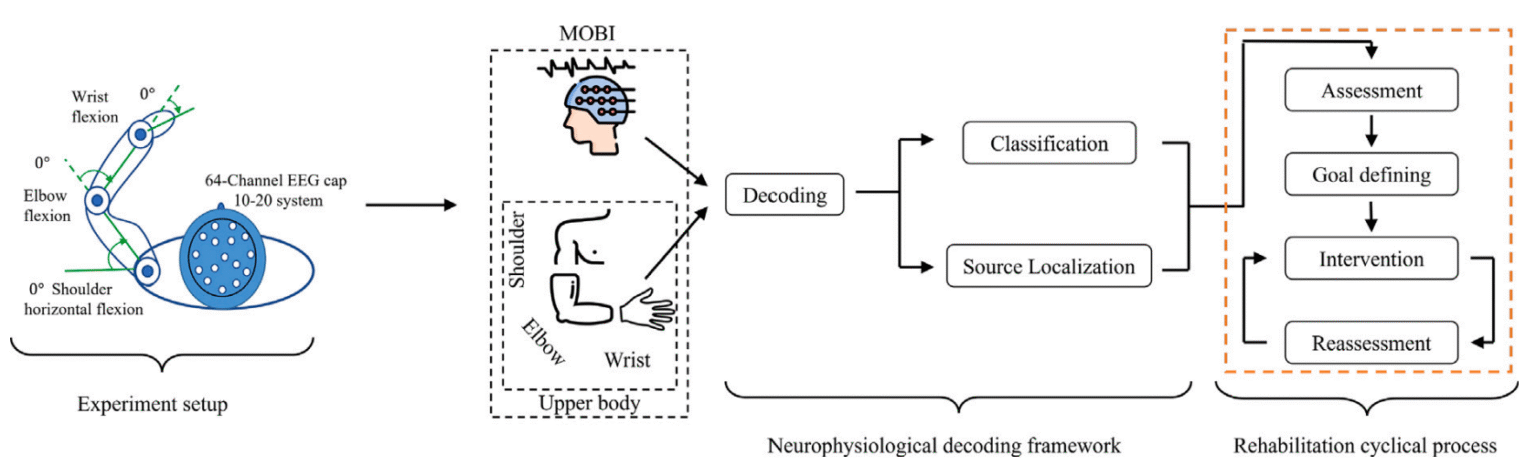 Wrist
flexion
0°
0°
Elbow
flexion
64-Channel EEG cap
10-20 system
0° Shoulder
horizontal flexion
Experiment setup
MOBI
Shoulder
Elbow
Wrist
Upper body
Decoding
Classification
Source Localization
Neurophysiological decoding framework
Assessment
Goal defining
Intervention
Reassessment
Rehabilitation cyclical process